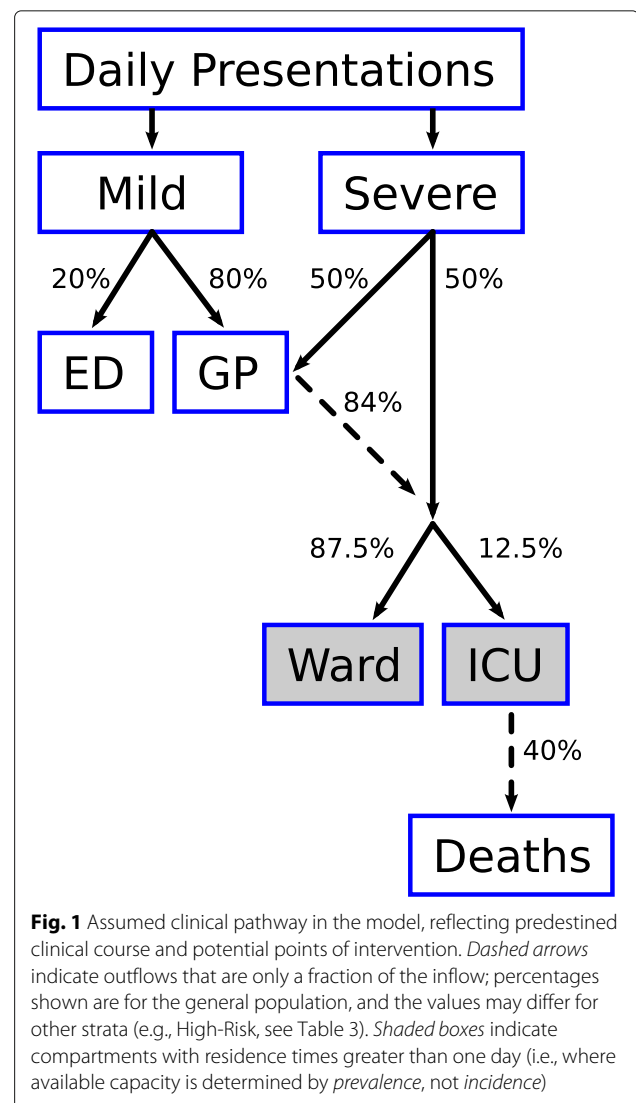 Daily Presentations
Mild
Severe
20%
80%
50%
50%
ED
GP
84%
87.5%
12.5%
Ward
ICU
40%
Deaths
Fig. 1 Assumed clinical pathway in the model, reflecting predestined
clinical course and potential points of intervention. Dashed arrows
indicate outflows that are only a fraction of the inflow; percentages
shown are for the general population, and the values may differ for
other strata (e.g., High-Risk, see Table 3). Shaded boxes indicate
compartments with residence times greater than one day (i.e., where
available capacity is determined by prevalence, not incidence)